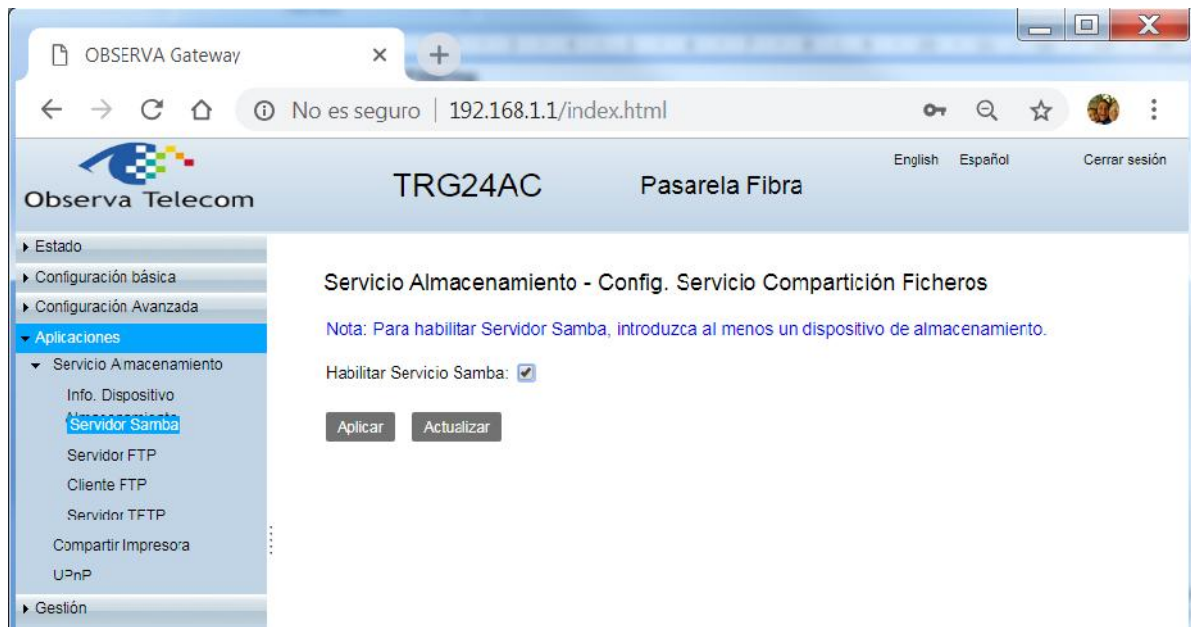 OBSERVA Gateway
No es seguro | 192.168.1.1/index.html
Observa Telecom
TRG24AC Pasarela Fibra
English Español Cerrar sesión
Estado
Configuración básica
Configuración Avanzada
Aplicaciones
Servicio Almacenamiento
Info. Dispositivo
Almacenamiento
Servidor Samba
Servidor FTP
Cliente FTP
Servidor TFTP
Compartir Impresora
UPnP
Gestión
Servicio Almacenamiento - Config. Servicio Compartición Ficheros
Nota: Para habilitar Servidor Samba, introduzca al menos un dispositivo de almacenamiento.
Habilitar Servicio Samba:
Aplicar Actualizar